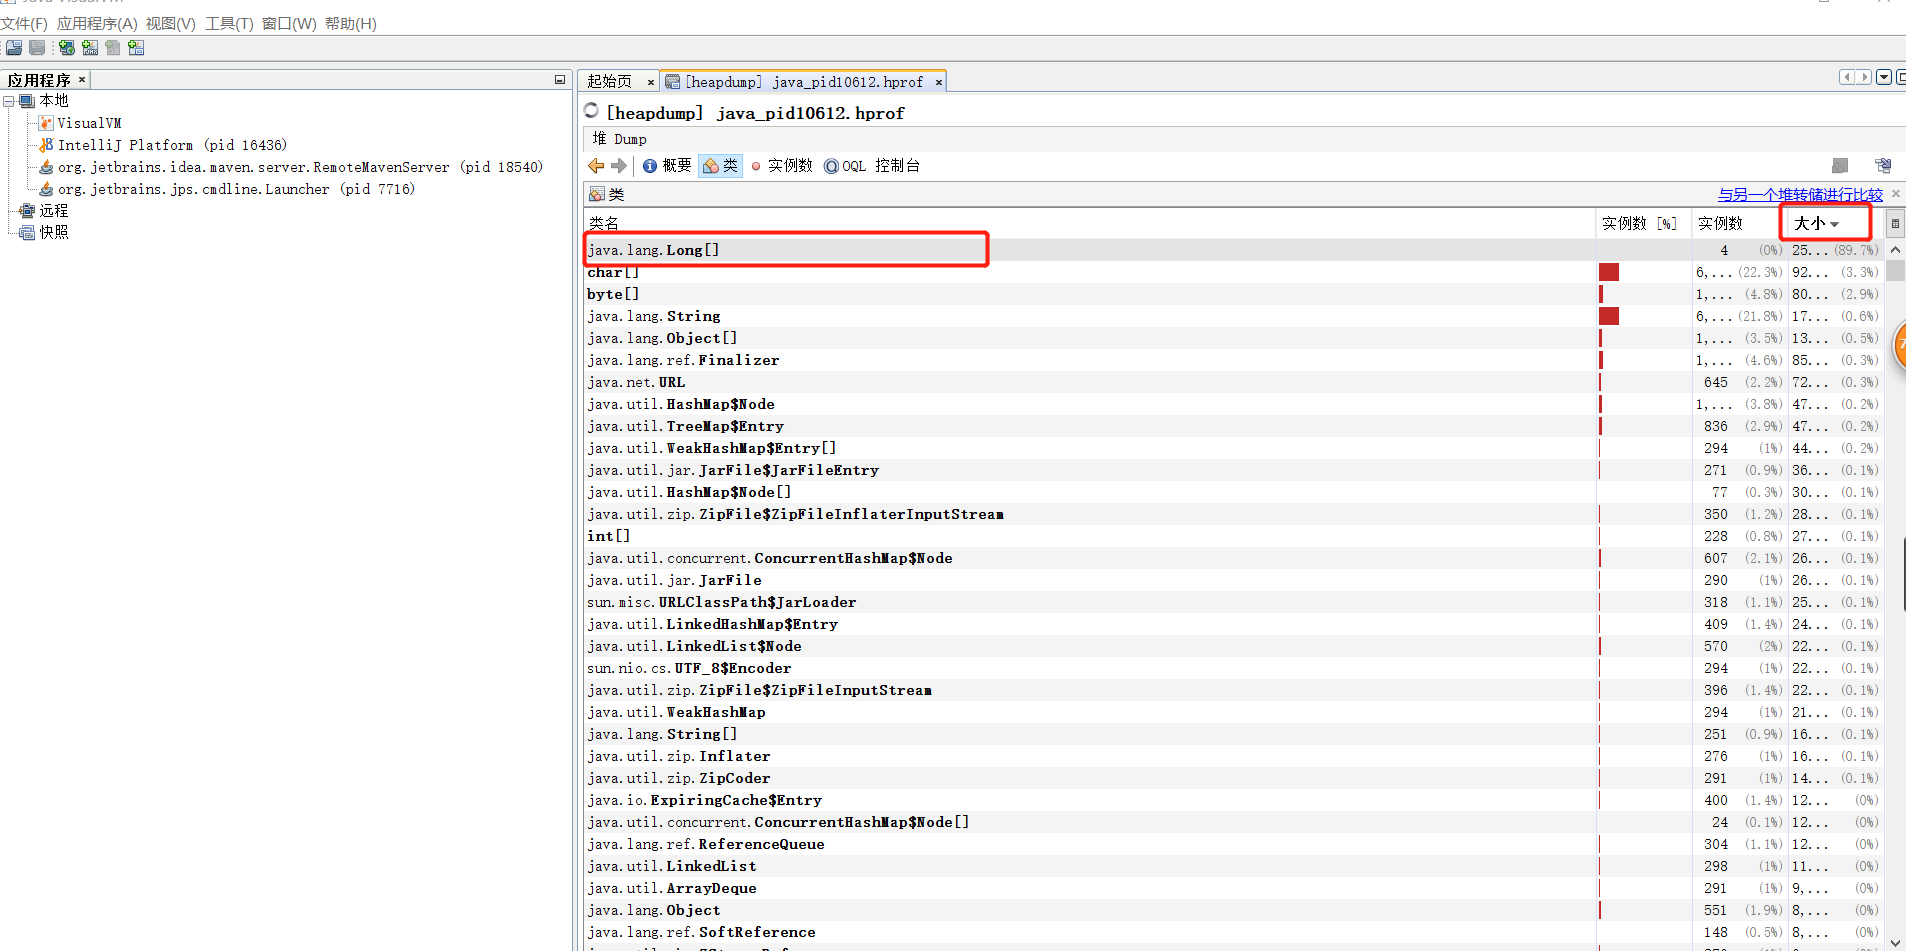 文件(F) 应用程序(A) 视图(V) 工具(T) 窗口(W) 帮助(H)
应用程序 ×
本地
VisualVM
IntelliJ Platform (pid 16436)
org.jetbrains.idea.maven.server.RemoteMavenServer (pid 18540)
org.jetbrains.jps.cmdline.Launcher (pid 7716)
远程
快照
起始页 × [heapdump] java_pid10612.hprof ×
[heapdump] java_pid10612.hprof
堆 Dump
概要 类 实例数 OQL 控制台
类 与另一个堆转储进行比较 ×
类名 实例数 [%] 实例数 大小
java.lang.Long[] 4 (0%) 25... (89.7%)
char[] 6,... (22.3%) 92... (3.3%)
byte[] 1,... (4.8%) 80... (2.9%)
java.lang.String 6,... (21.8%) 17... (0.6%)
java.lang.Object[] 1,... (3.5%) 13... (0.5%)
java.lang.ref.Finalizer 1,... (4.6%) 85... (0.3%)
java.net.URL 645 (2.2%) 72... (0.3%)
java.util.HashMap$Node 1,... (3.8%) 47... (0.2%)
java.util.TreeMap$Entry 836 (2.9%) 47... (0.2%)
java.util.WeakHashMap$Entry[] 294 (1%) 44... (0.2%)
java.util.jar.JarFile$JarFileEntry 271 (0.9%) 36... (0.1%)
java.util.HashMap$Node[] 77 (0.3%) 30... (0.1%)
java.util.zip.ZipFile$ZipFileInflaterInputStream 350 (1.2%) 28... (0.1%)
int[] 228 (0.8%) 27... (0.1%)
java.util.concurrent.ConcurrentHashMap$Node 607 (2.1%) 26... (0.1%)
java.util.jar.JarFile 290 (1%) 26... (0.1%)
sun.misc.URLClassPath$JarLoader 318 (1.1%) 25... (0.1%)
java.util.LinkedHashMap$Entry 409 (1.4%) 24... (0.1%)
java.util.LinkedList$Node 570 (2%) 22... (0.1%)
sun.nio.cs.UTF_8$Encoder 294 (1%) 22... (0.1%)
java.util.zip.ZipFile$ZipFileInputStream 396 (1.4%) 22... (0.1%)
java.util.WeakHashMap 294 (1%) 21... (0.1%)
java.lang.String[] 251 (0.9%) 16... (0.1%)
java.util.zip.Inflater 276 (1%) 16... (0.1%)
java.util.zip.ZipCoder 291 (1%) 14... (0.1%)
java.io.ExpiringCache$Entry 400 (1.4%) 12... (0%)
java.util.concurrent.ConcurrentHashMap$Node[] 24 (0.1%) 12... (0%)
java.lang.ref.ReferenceQueue 304 (1.1%) 12... (0%)
java.util.LinkedList 298 (1%) 11... (0%)
java.util.ArrayDeque 291 (1%) 9,... (0%)
java.lang.Object 551 (1.9%) 8,... (0%)
java.lang.ref.SoftReference 148 (0.5%) 8,... (0%)